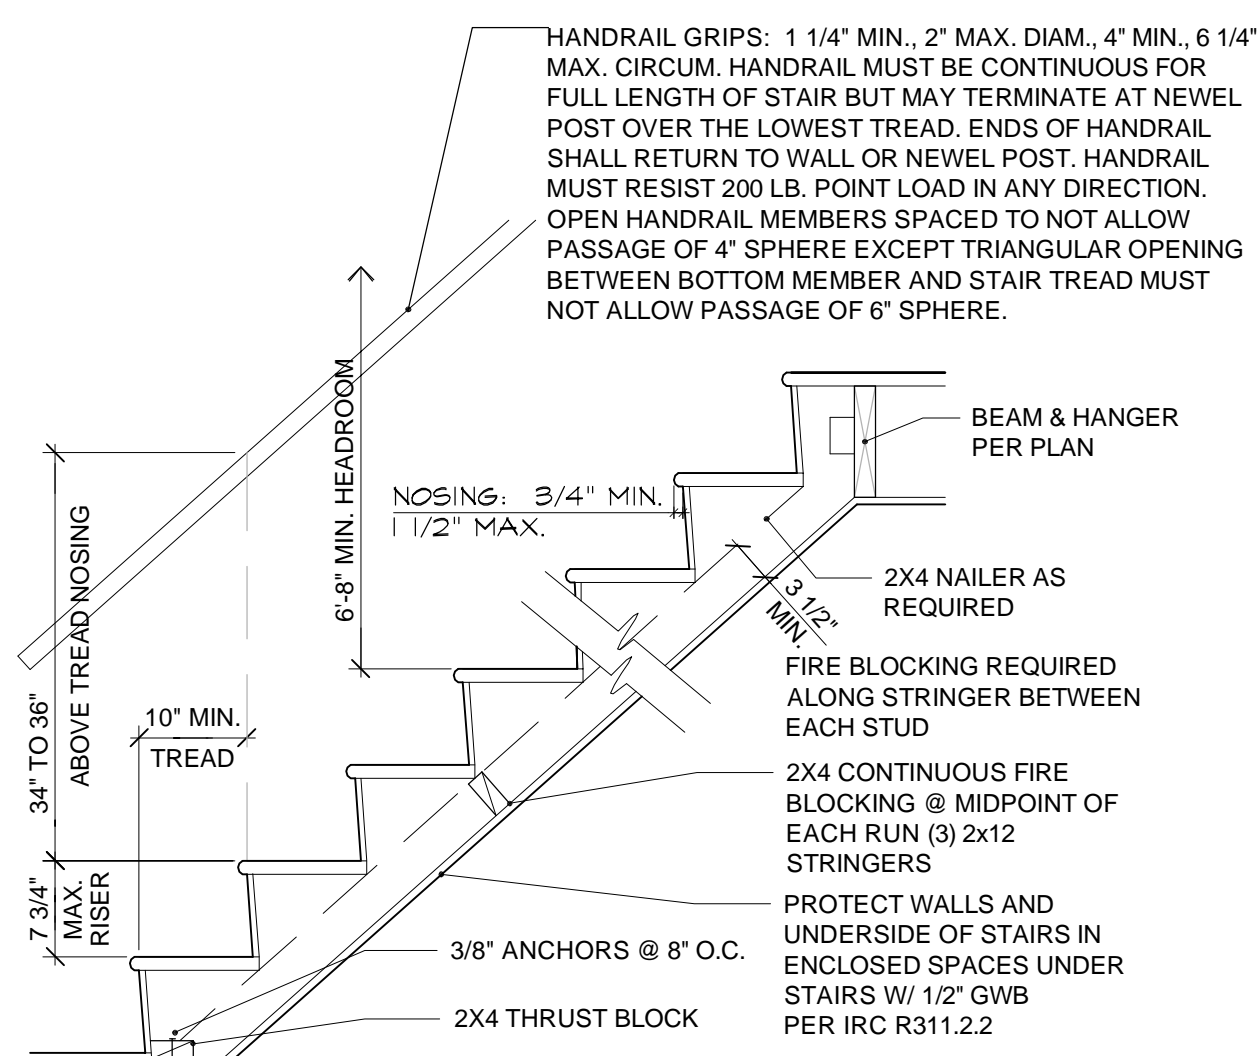 HANDRAIL GRIPS: 1 1/4" MIN., 2" MAX. DIAM., 4" MIN., 6 1/4"
MAX. CIRCUM. HANDRAIL MUST BE CONTINUOUS FOR
FULL LENGTH OF STAIR BUT MAY TERMINATE AT NEWEL
POST OVER THE LOWEST TREAD. ENDS OF HANDRAIL
SHALL RETURN TO WALL OR NEWEL POST. HANDRAIL
MUST RESIST 200 LB. POINT LOAD IN ANY DIRECTION.
OPEN HANDRAIL MEMBERS SPACED TO NOT ALLOW
PASSAGE OF 4" SPHERE EXCEPT TRIANGULAR OPENING
BETWEEN BOTTOM MEMBER AND STAIR TREAD MUST
NOT ALLOW PASSAGE OF 6" SPHERE.
BEAM & HANGER
PER PLAN
6'-8" MIN. HEADROOM
NOSING: 3/4" MIN.
1 1/2" MAX.
2X4 NAILER AS
REQUIRED
3 1/2"
MIN.
34" TO 36"
ABOVE TREAD NOSING
10" MIN.
TREAD
FIRE BLOCKING REQUIRED
ALONG STRINGER BETWEEN
EACH STUD
2X4 CONTINUOUS FIRE
BLOCKING @ MIDPOINT OF
EACH RUN (3) 2x12
STRINGERS
7 3/4"
MAX.
RISER
PROTECT WALLS AND
UNDERSIDE OF STAIRS IN
ENCLOSED SPACES UNDER
STAIRS W/ 1/2" GWB
PER IRC R311.2.2
3/8" ANCHORS @ 8" O.C.
2X4 THRUST BLOCK